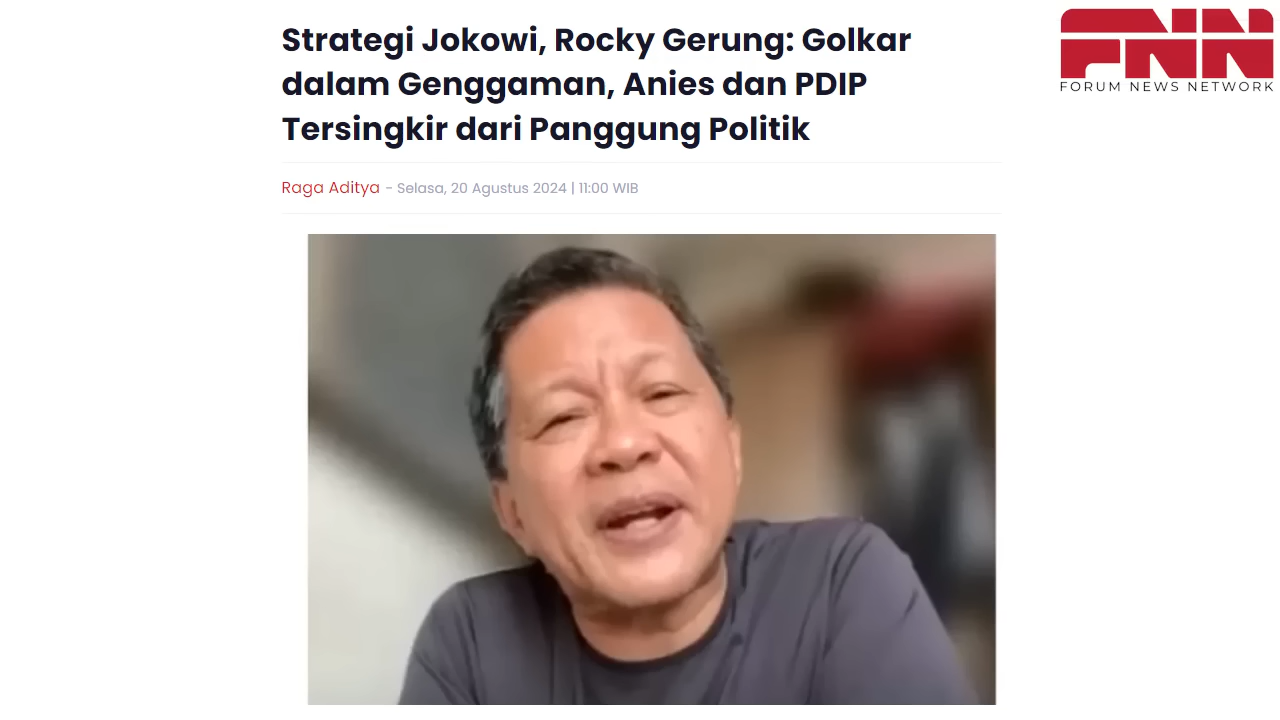 Strategi Jokowi, Rocky Gerung: Golkar
dalam Genggaman, Anies dan PDIP
Tersingkir dari Panggung Politik
Raga Aditya - Selasa, 20 Agustus 2024 | 11:00 WIB
FNN
FORUM NEWS NETWORK